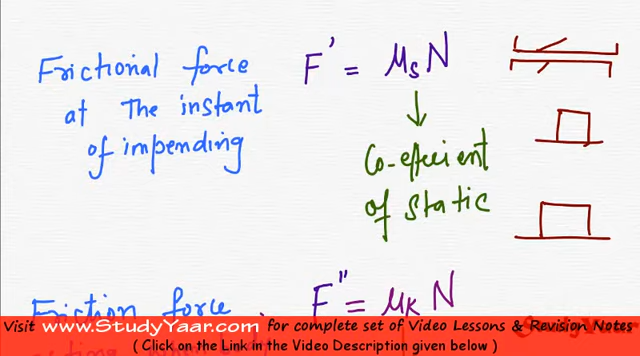 Frictional force F' = μsN
at The instant
of impending
Co-efficient
of static
Friction force F" = μK N
Visit www.StudyYaar.com for complete set of Video Lessons & Revision Notes
( Click on the Link in the Video Description given below )